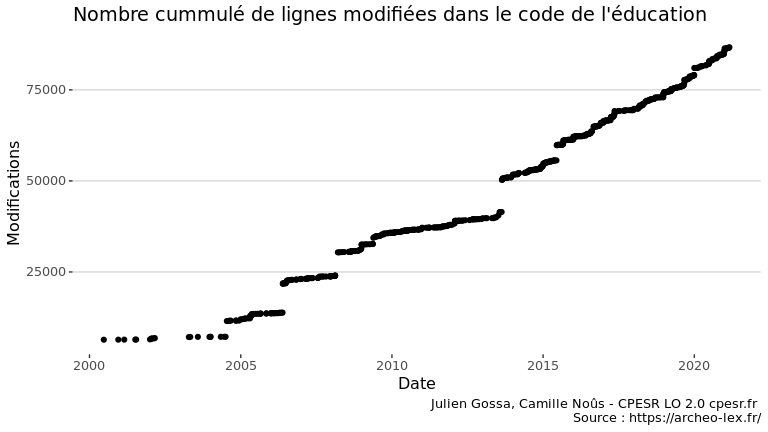 Nombre cummulé de lignes modifiées dans le code de l'éducation
75000
50000
25000
Modifications
2000 2005 2010 2015 2020
Date
Julien Gossa, Camille Noûs - CPESR LO 2.0 cpesr.fr
Source : https://archeo-lex.fr/